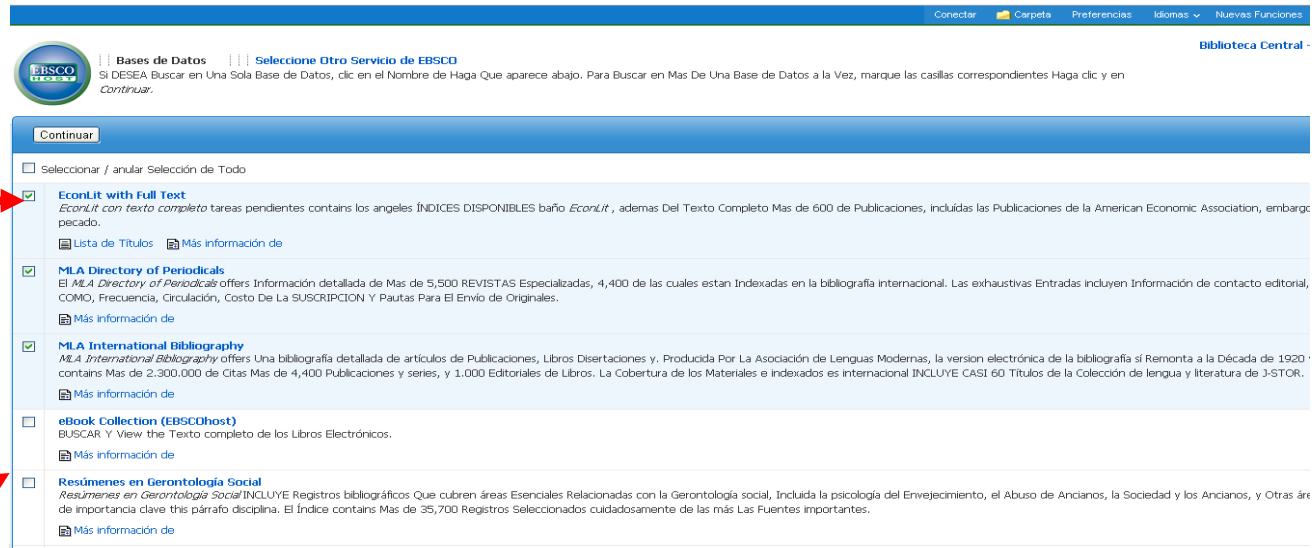 Conectar Carpeta Preferencias Idiomas Nuevas Funciones
Biblioteca Central -
EBSCO HOST
Bases de Datos Seleccione Otro Servicio de EBSCO
Si DESEA Buscar en Una Sola Base de Datos, clic en el Nombre de Haga Que aparece abajo. Para Buscar en Mas De Una Base de Datos a la Vez, marque las casillas correspondientes Haga clic y en
Continuar.
Continuar
Seleccionar / anular Selección de Todo
EconLit with Full Text
EconLit con texto completo tareas pendientes contains los angeles ÍNDICES DISPONIBLES baño EconLit , ademas Del Texto Completo Mas de 600 de Publicaciones, incluídas las Publicaciones de la American Economic Association, embargo
pecado.
Lista de Títulos Más información de
MLA Directory of Periodicals
El MLA Directory of Periodicals offers Información detallada de Mas de 5,500 REVISTAS Especializadas, 4,400 de las cuales estan Indexadas en la bibliografía internacional. Las exhaustivas Entradas incluyen Información de contacto editorial,
COMO, Frecuencia, Circulación, Costo De La SUSCRIPCION Y Pautas Para El Envío de Originales.
Más información de
MLA International Bibliography
MLA International Bibliography offers Una bibliografía detallada de artículos de Publicaciones, Libros Disertaciones y. Producida Por La Asociación de Lenguas Modernas, la version electrónica de la bibliografía sí Remonta a la Década de 1920 y
contains Mas de 2.300.000 de Citas Mas de 4,400 Publicaciones y series, y 1.000 Editoriales de Libros. La Cobertura de los Materiales e indexados es internacional INCLUYE CASI 60 Títulos de la Colección de lengua y literatura de J-STOR.
Más información de
eBook Collection (EBSCOhost)
BUSCAR Y View the Texto completo de los Libros Electrónicos.
Más información de
Resúmenes en Gerontología Social
Resúmenes en Gerontología Social INCLUYE Registros bibliográficos Que cubren áreas Esenciales Relacionadas con la Gerontología social, Incluida la psicología del Envejecimiento, el Abuso de Ancianos, la Sociedad y los Ancianos, y Otras áre
de importancia clave this párrafo disciplina. El Índice contains Mas de 35,700 Registros Seleccionados cuidadosamente de las más Las Fuentes importantes.
Más información de